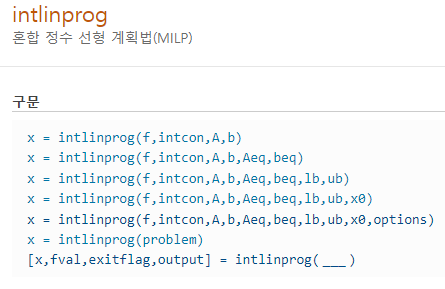 intlinprog
혼합 정수 선형 계획법(MILP)
구문
x = intlinprog(f,intcon,A,b)
x = intlinprog(f,intcon,A,b,Aeq,beq)
x = intlinprog(f,intcon,A,b,Aeq,beq,lb,ub)
x = intlinprog(f,intcon,A,b,Aeq,beq,lb,ub,x0)
x = intlinprog(f,intcon,A,b,Aeq,beq,lb,ub,x0,options)
x = intlinprog(problem)
[x,fval,exitflag,output] = intlinprog(___)